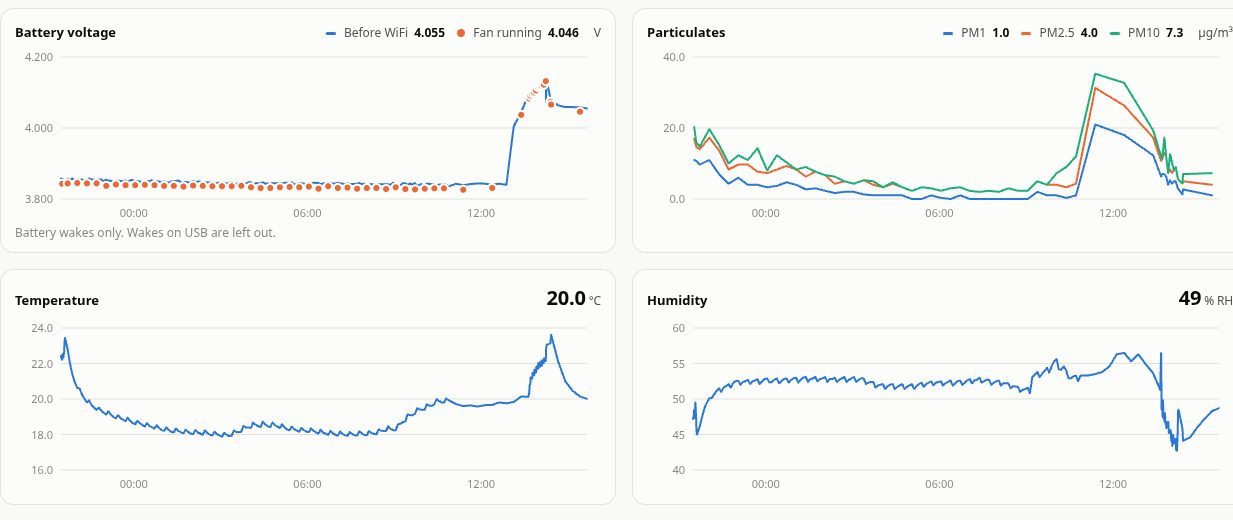 Battery voltage Before WiFi 4.055 Fan running 4.046 V
4.200
4.000
3.800
00:00 06:00 12:00
Battery wakes only. Wakes on USB are left out.
Particulates PM1 1.0 PM2.5 4.0 PM10 7.3 µg/m³
40.0
20.0
0.0
00:00 06:00 12:00
Temperature 20.0 °C
24.0
22.0
20.0
18.0
16.0
00:00 06:00 12:00
Humidity 49 % RH
60
55
50
45
40
00:00 06:00 12:00